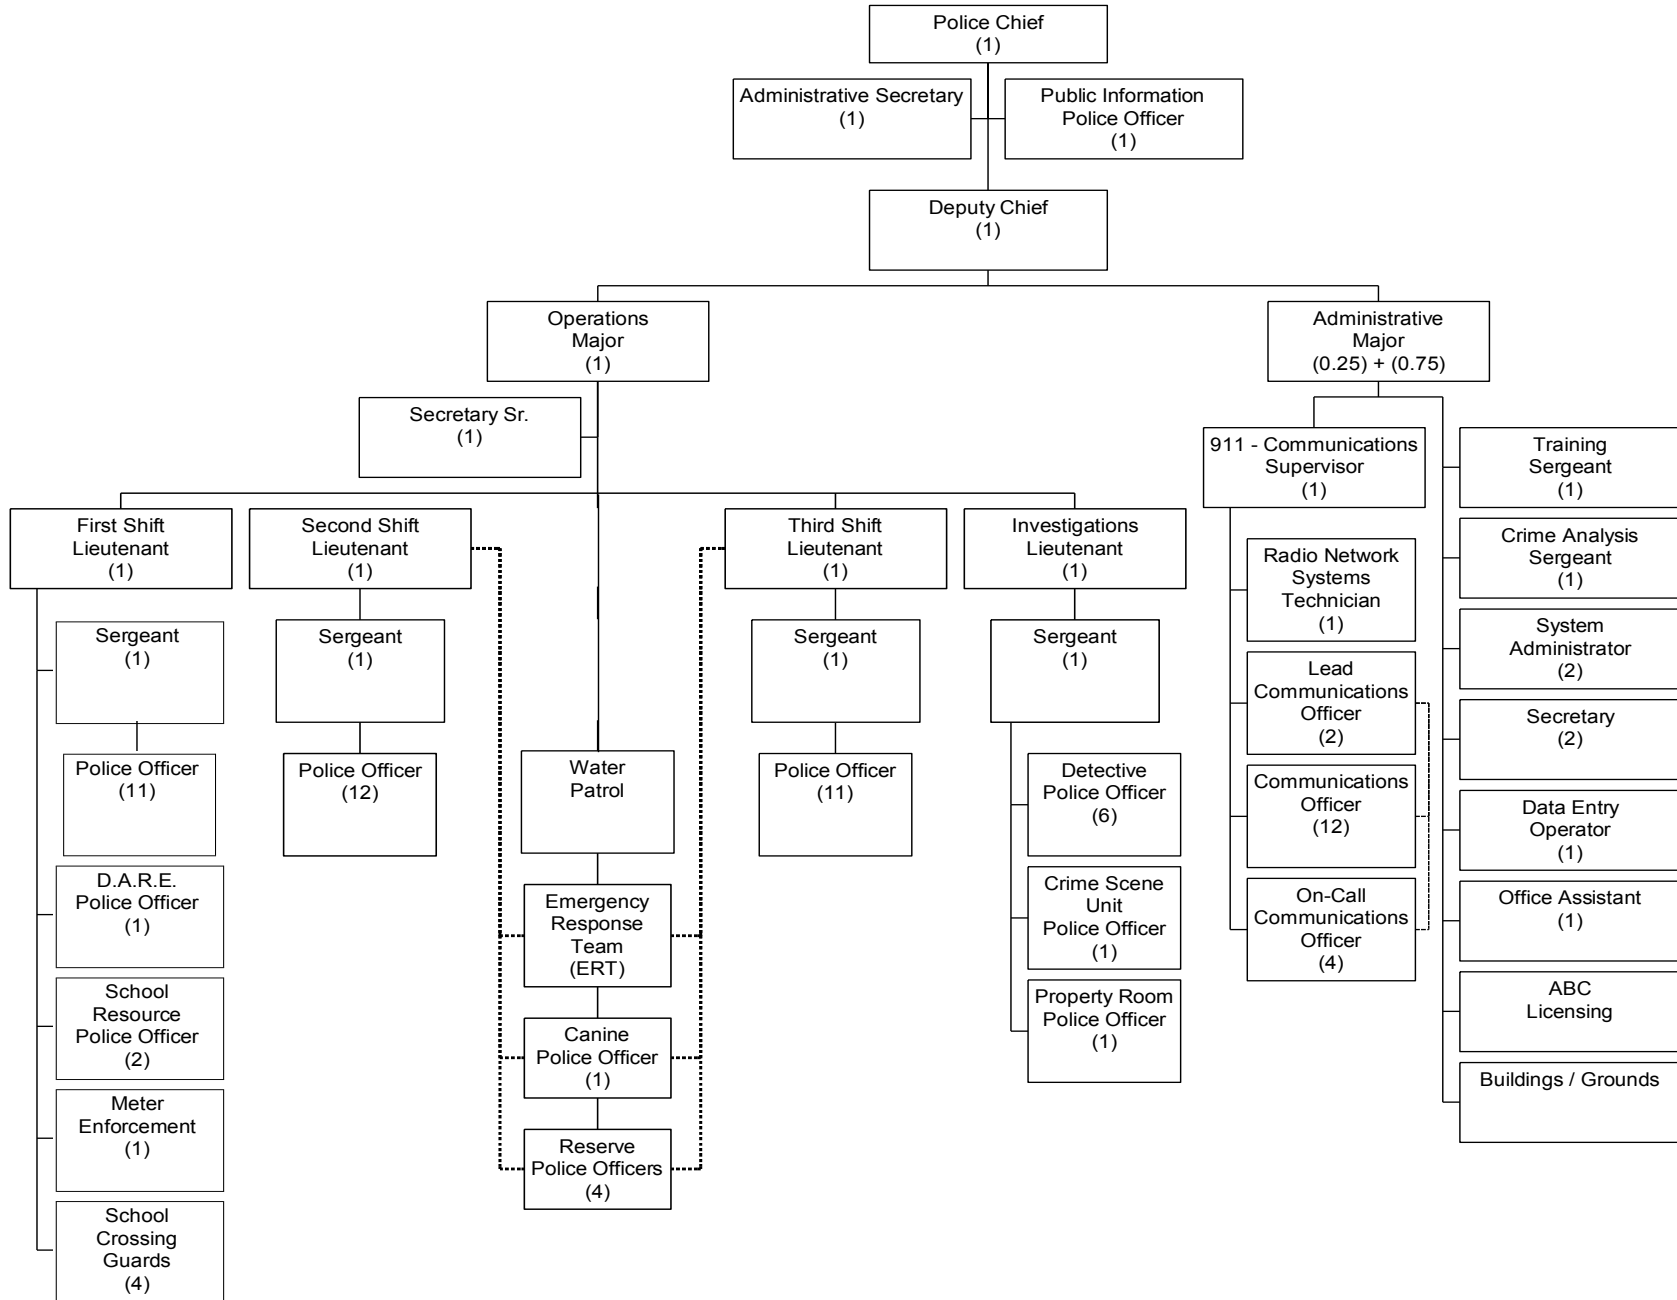 Police Chief
(1)
Administrative Secretary
(1)
Public Information
Police Officer
(1)
Deputy Chief
(1)
Operations
Major
(1)
Administrative
Major
(0.25) + (0.75)
Secretary Sr.
(1)
First Shift
Lieutenant
(1)
Sergeant
(1)
Police Officer
(11)
D.A.R.E.
Police Officer
(1)
School
Resource
Police Officer
(2)
Meter
Enforcement
(1)
School
Crossing
Guards
(4)
Second Shift
Lieutenant
(1)
Sergeant
(1)
Police Officer
(12)
Water
Patrol
Emergency
Response
Team
(ERT)
Canine
Police Officer
(1)
Reserve
Police Officers
(4)
Third Shift
Lieutenant
(1)
Sergeant
(1)
Police Officer
(11)
Investigations
Lieutenant
(1)
Sergeant
(1)
Detective
Police Officer
(6)
Crime Scene
Unit
Police Officer
(1)
Property Room
Police Officer
(1)
911 - Communications
Supervisor
(1)
Radio Network
Systems
Technician
(1)
Lead
Communications
Officer
(2)
Communications
Officer
(12)
On-Call
Communications
Officer
(4)
Training
Sergeant
(1)
Crime Analysis
Sergeant
(1)
System
Administrator
(2)
Secretary
(2)
Data Entry
Operator
(1)
Office Assistant
(1)
ABC
Licensing
Buildings / Grounds